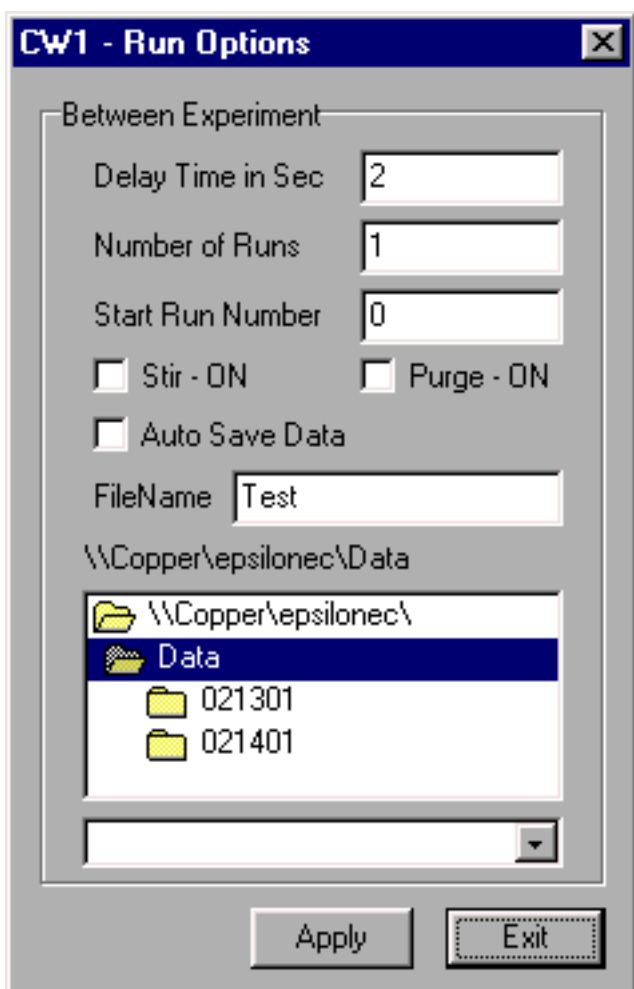 CW1 - Run Options
Between Experiment
Delay Time in Sec 2
Number of Runs 1
Start Run Number 0
Stir - ON Purge - ON
Auto Save Data
FileName Test
\\Copper\epsilonec\Data
\\Copper\epsilonec\
Data
021301
021401
Apply Exit